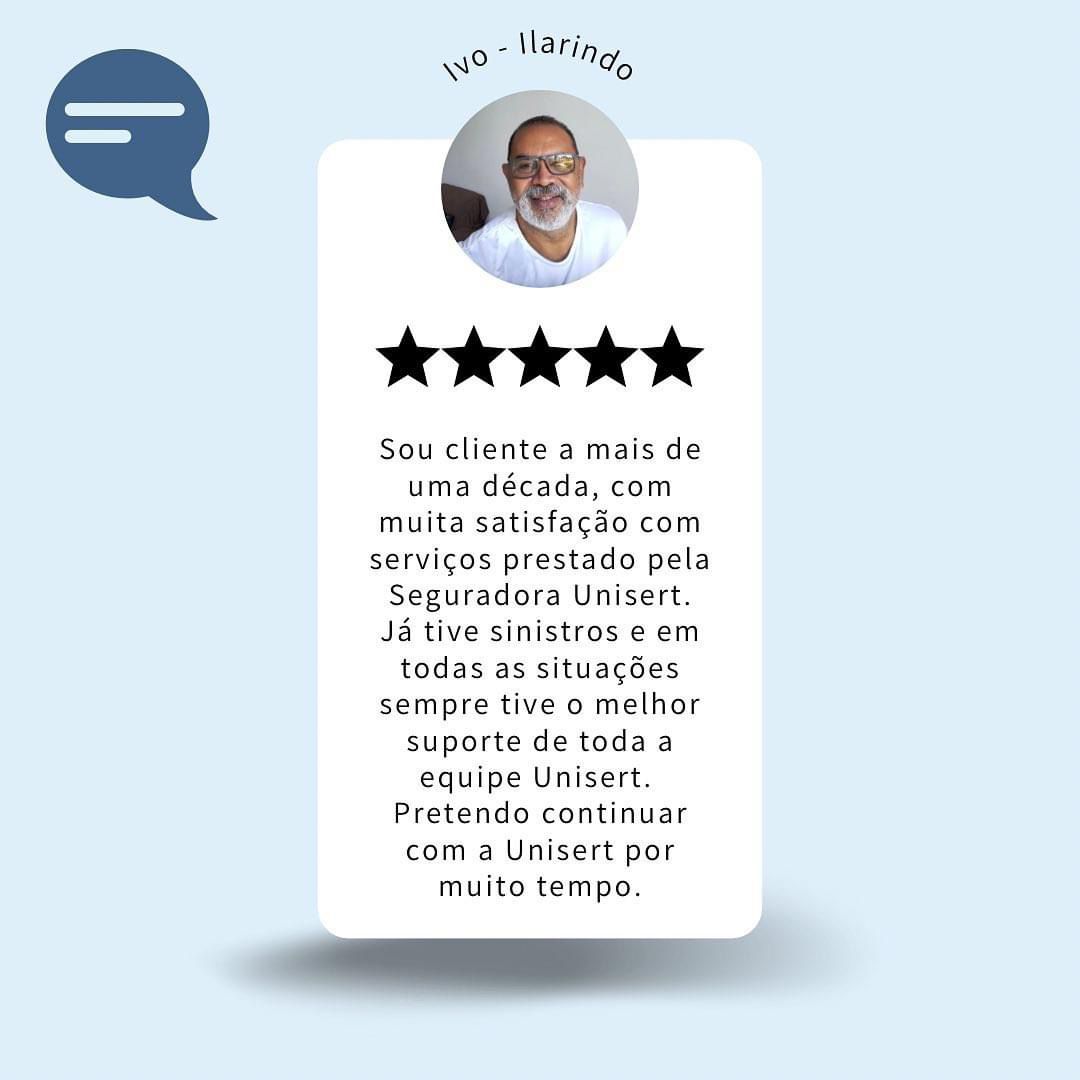 Ivo - Ilarindo
Sou cliente a mais de
uma década, com
muita satisfação com
serviços prestado pela
Seguradora Unisert.
Já tive sinistros e em
todas as situações
sempre tive o melhor
suporte de toda a
equipe Unisert.
Pretendo continuar
com a Unisert por
muito tempo.